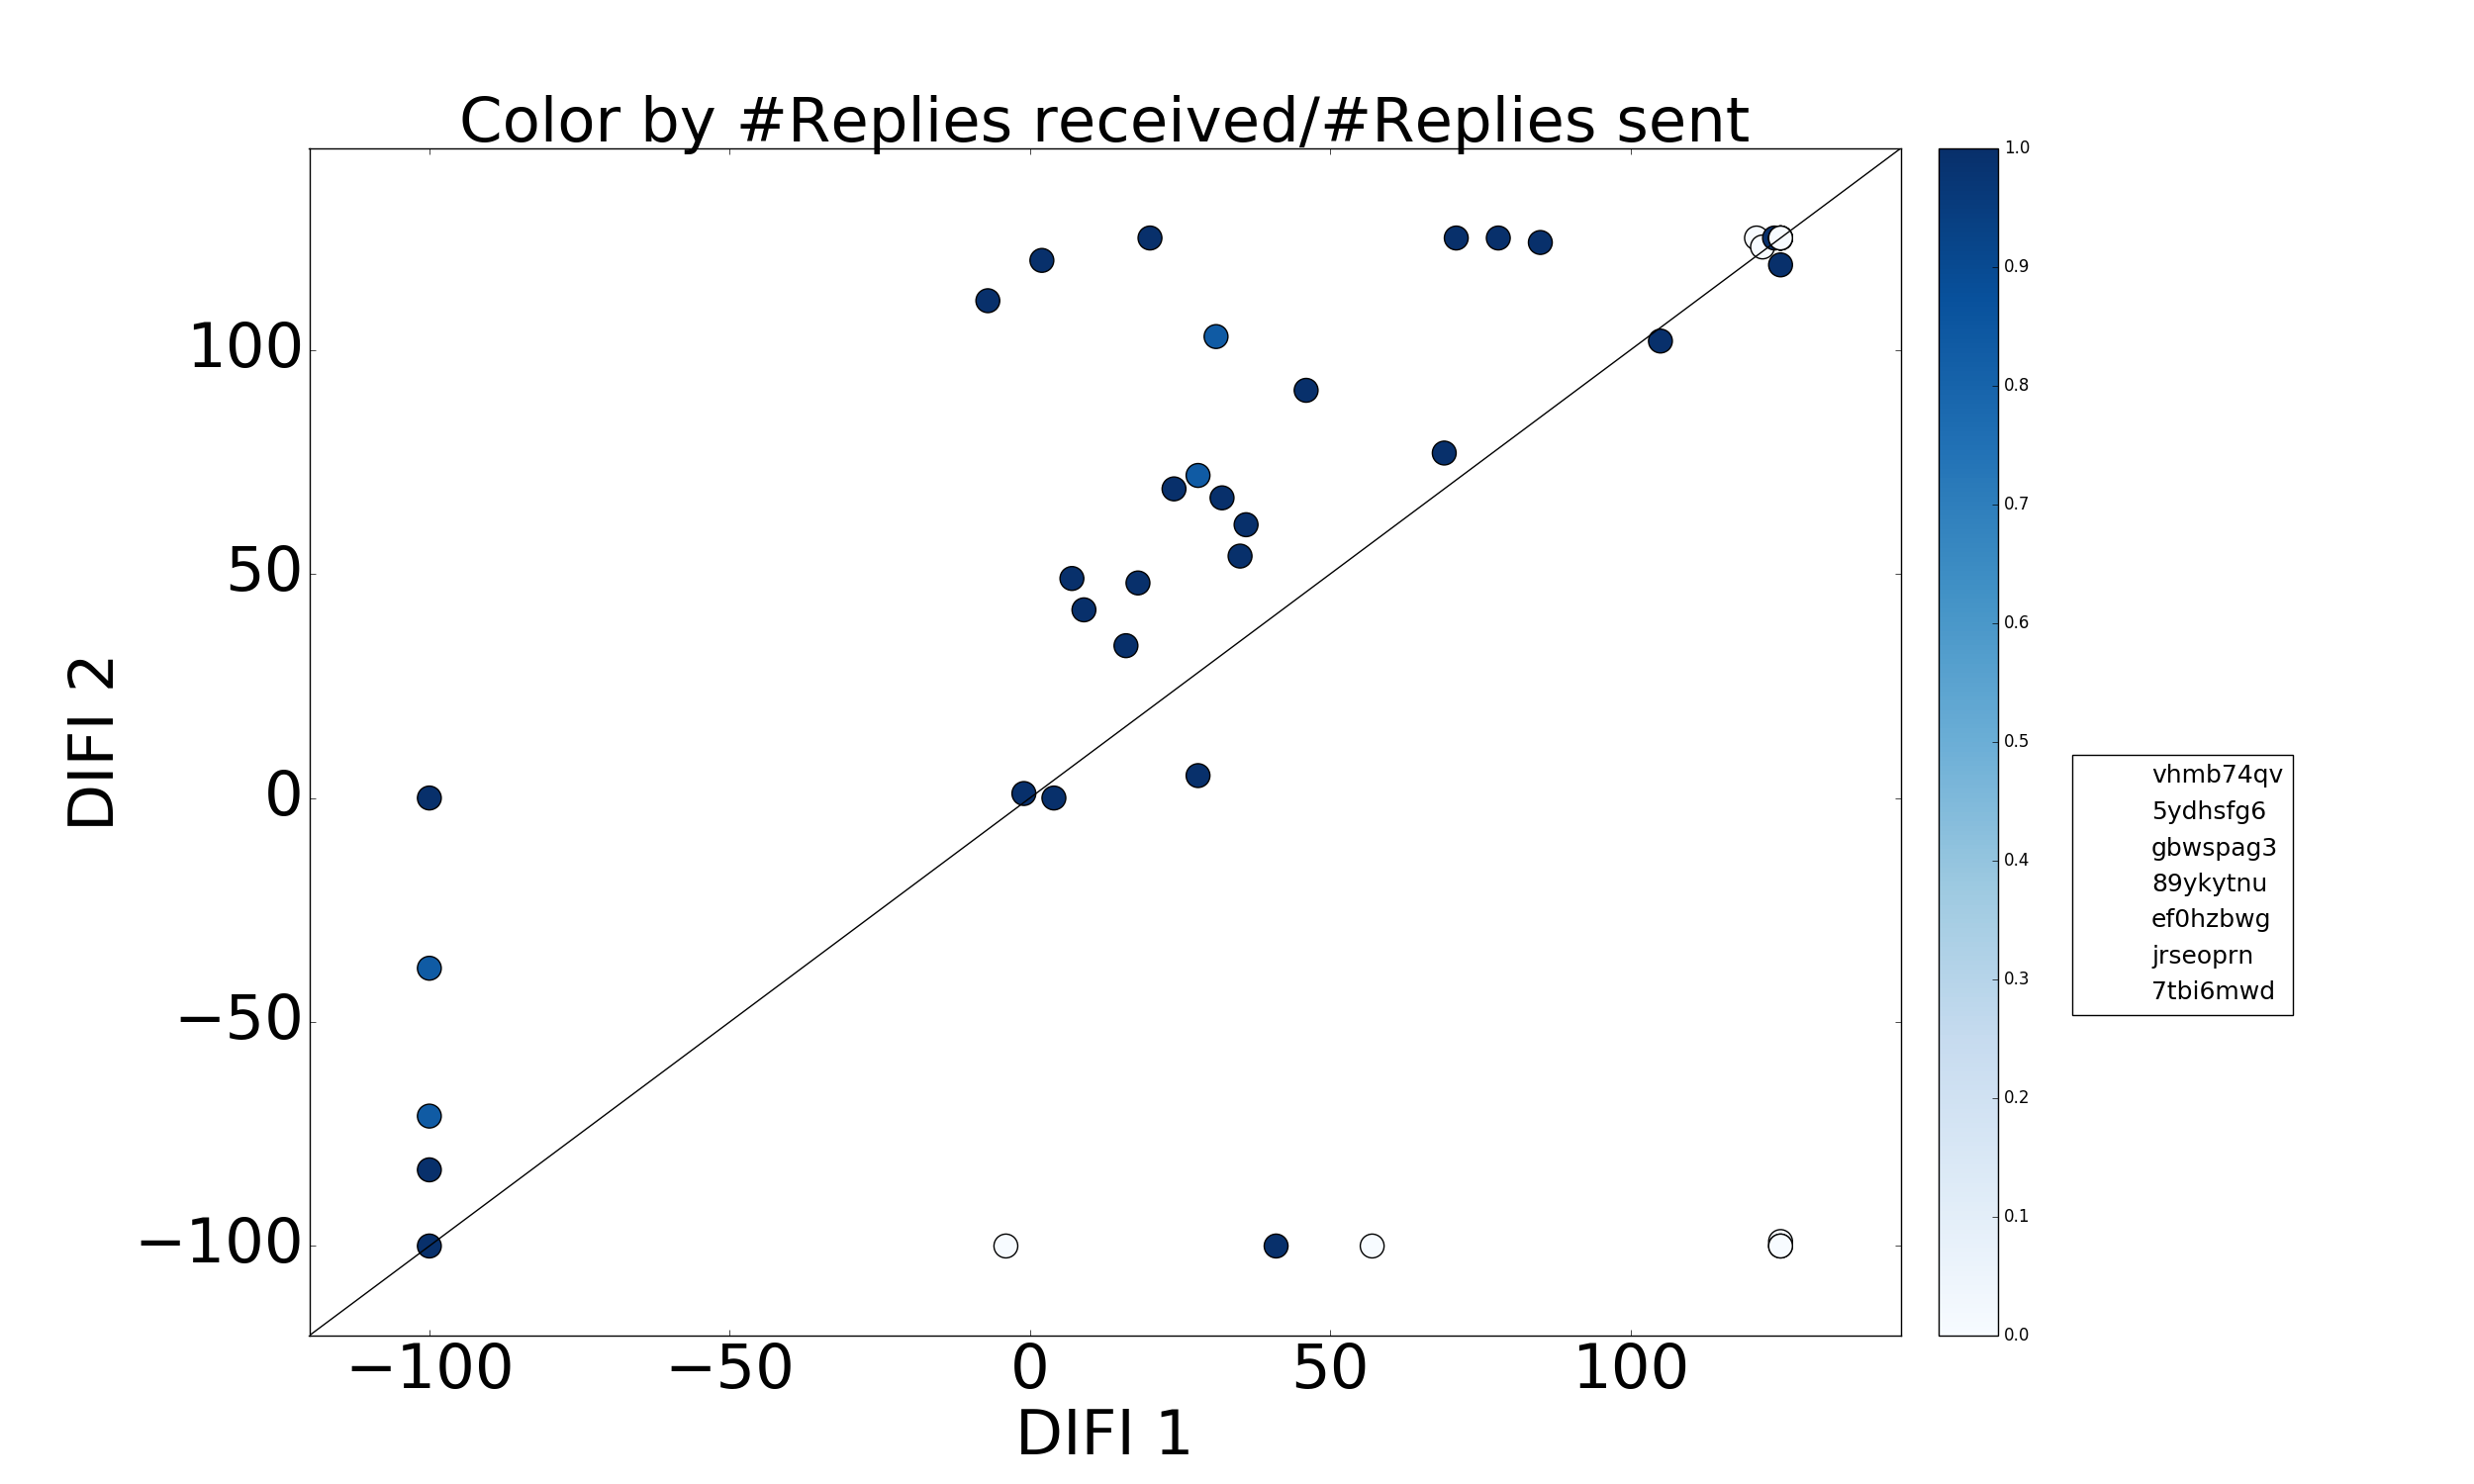 Color by #Replies received/#Replies sent
DIFI 2
100
50
0
−50
−100
−100 −50 0 50 100
DIFI 1
1.0
0.9
0.8
0.7
0.6
0.5
0.4
0.3
0.2
0.1
0.0
vhmb74qv
5ydhsfg6
gbwspag3
89ykytnu
ef0hzbwg
jrseoprn
7tbi6mwd